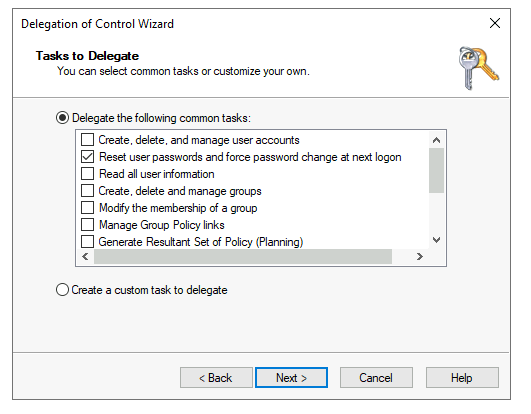 Delegation of Control Wizard
Tasks to Delegate
You can select common tasks or customize your own.
Delegate the following common tasks:
Create, delete, and manage user accounts
Reset user passwords and force password change at next logon
Read all user information
Create, delete and manage groups
Modify the membership of a group
Manage Group Policy links
Generate Resultant Set of Policy (Planning)
Create a custom task to delegate
< Back
Next >
Cancel
Help